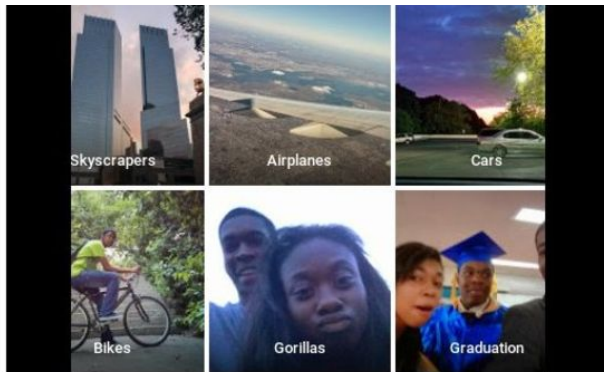 Skyscrapers
Airplanes
Cars
Bikes
Gorillas
Graduation